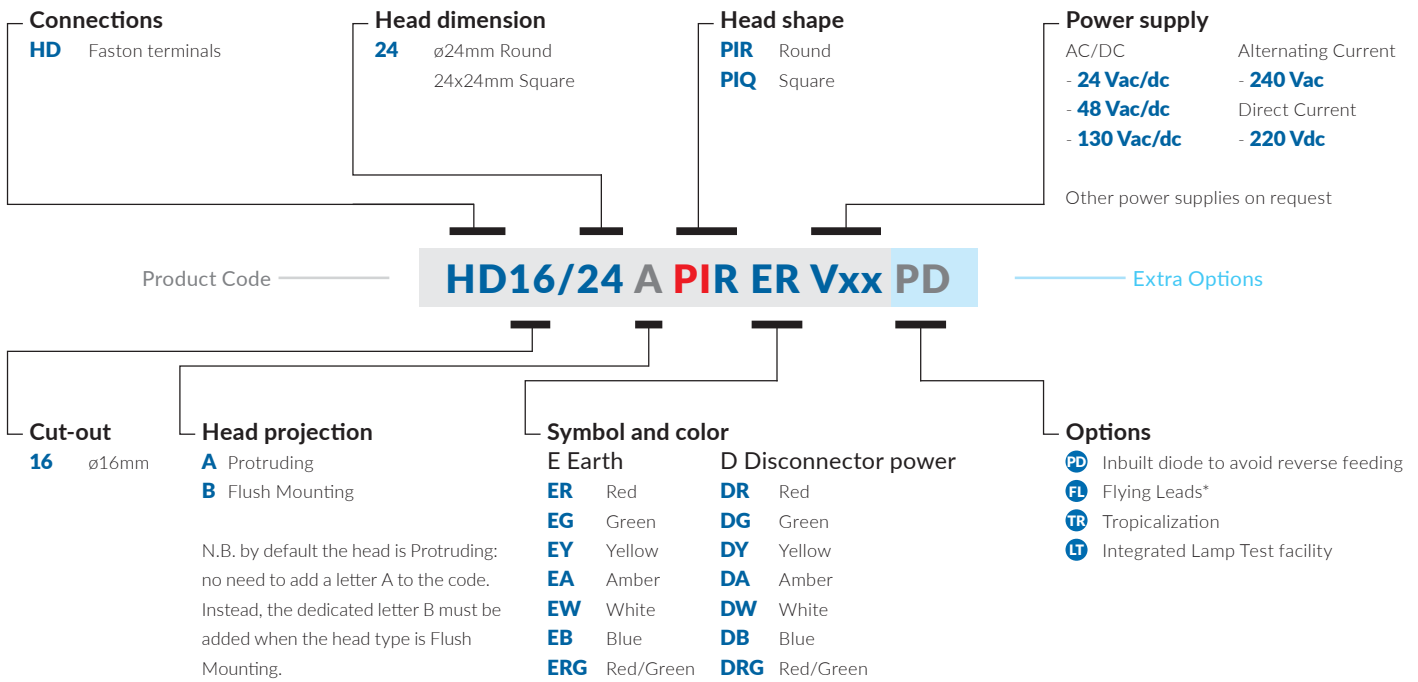 Connections
HD Faston terminals
Head dimension
24 ø24mm Round
24x24mm Square
Head shape
PIR Round
PIQ Square
Power supply
AC/DC
- 24 Vac/dc
- 48 Vac/dc
- 130 Vac/dc
Alternating Current
- 240 Vac
Direct Current
- 220 Vdc
Other power supplies on request
Product Code
HD16/24 A PIR ER Vxx PD
Extra Options
Cut-out
16 ø16mm
Head projection
A Protruding
B Flush Mounting
N.B. by default the head is Protruding:
no need to add a letter A to the code.
Instead, the dedicated letter B must be
added when the head type is Flush
Mounting.
Symbol and color
E Earth
ER Red
EG Green
EY Yellow
EA Amber
EW White
EB Blue
ERG Red/Green
D Disconnector power
DR Red
DG Green
DY Yellow
DA Amber
DW White
DB Blue
DRG Red/Green
Options
PD Inbuilt diode to avoid reverse feeding
FL Flying Leads*
TR Tropicalization
LT Integrated Lamp Test facility